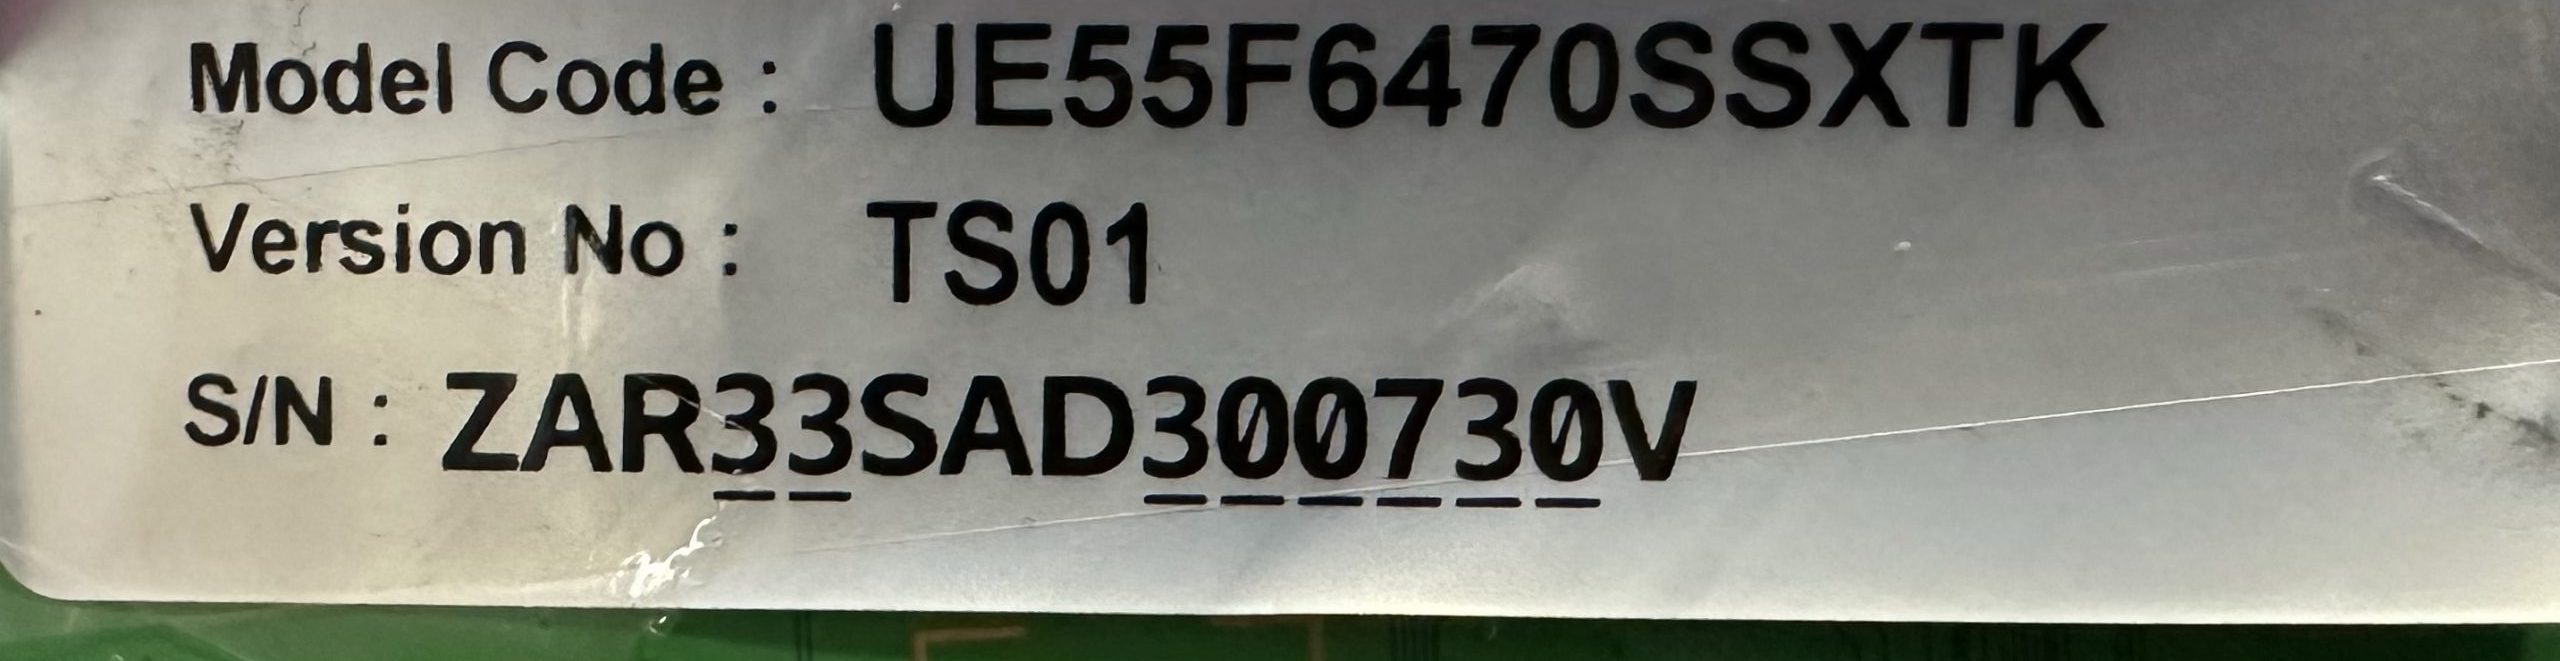 Model Code : UE55F6470SSXTK
Version No : TS01
S/N : ZAR33SAD300730V